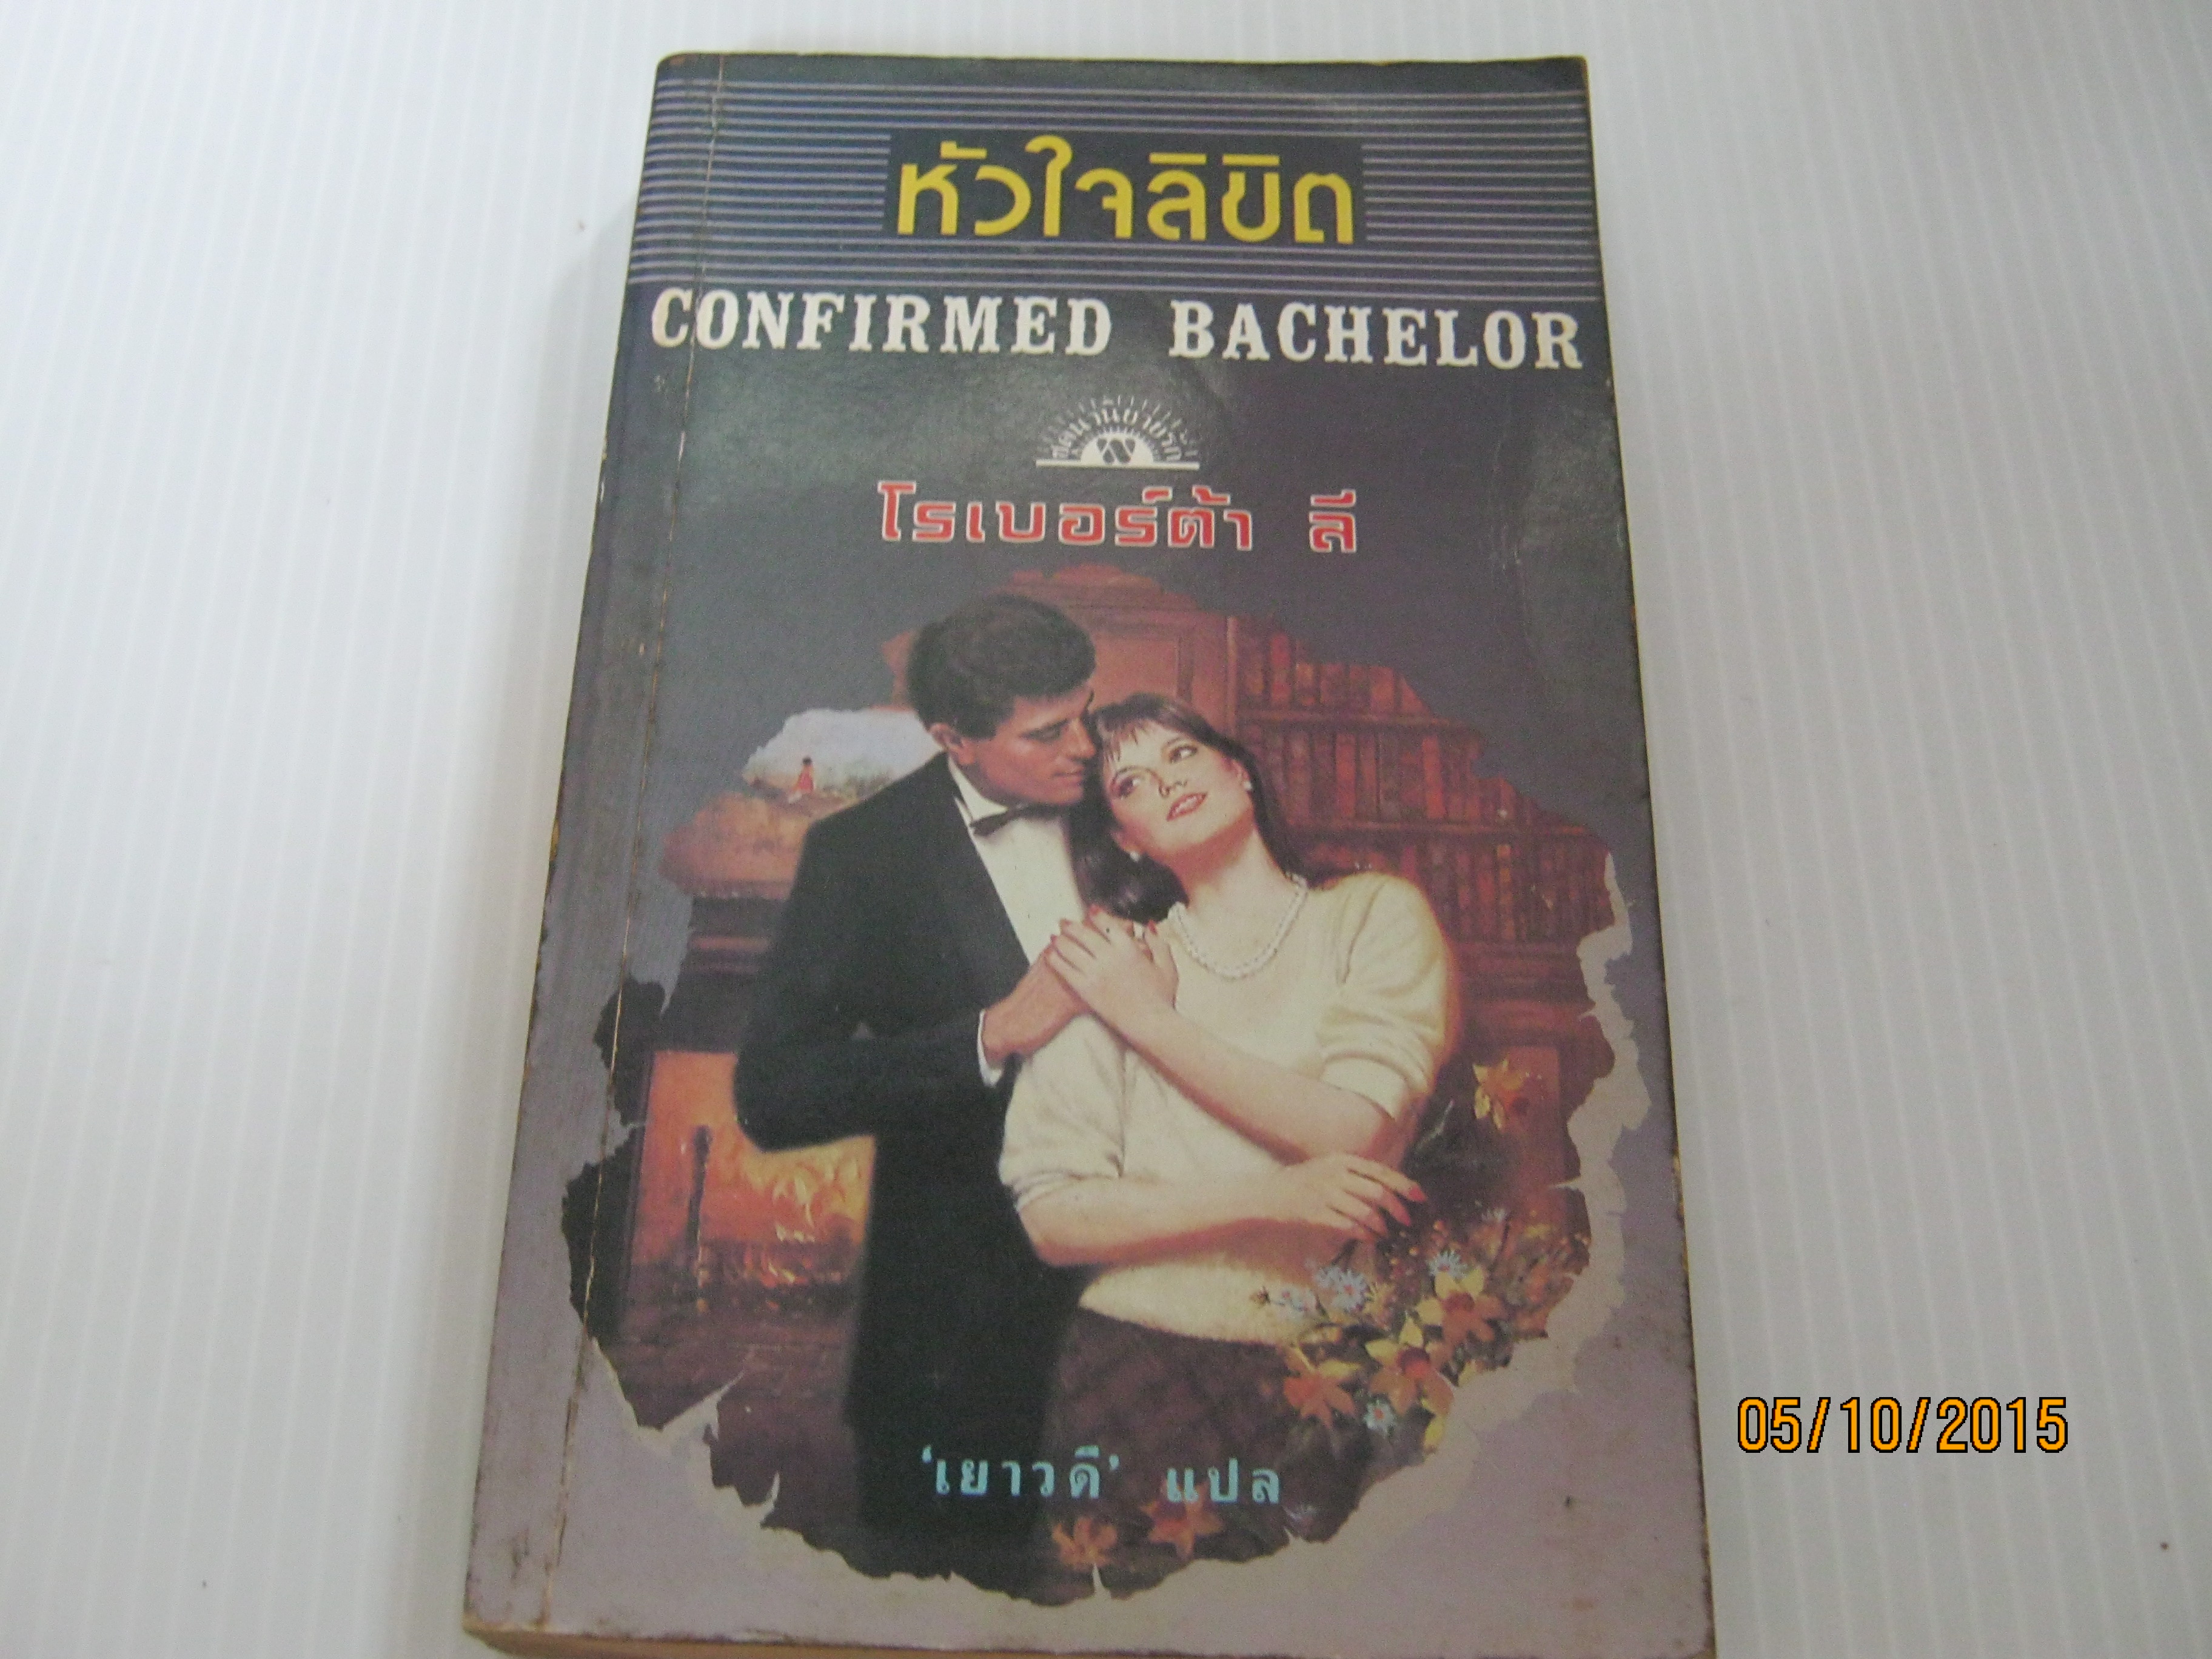 หัวใจลิขิต
CONFIRMED BACHELOR
โรเบอร์ต้า ลี
'เยาวดี' แปล
05/10/2015